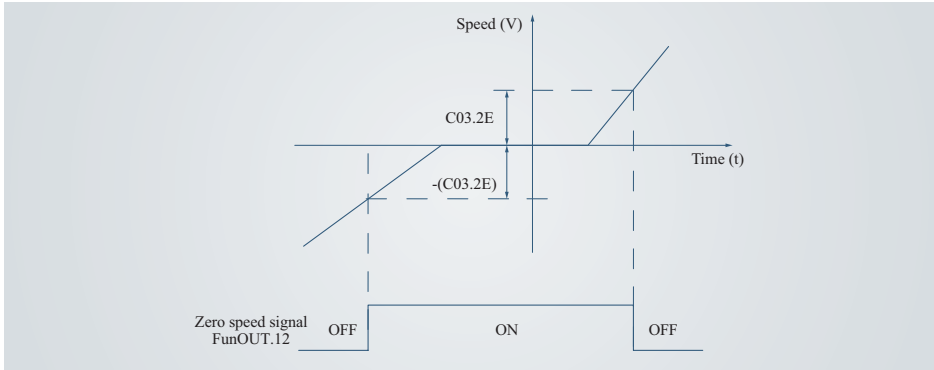 Speed (V)
C03.2E
Time (t)
-(C03.2E)
Zero speed signal
FunOUT.12
OFF
ON
OFF